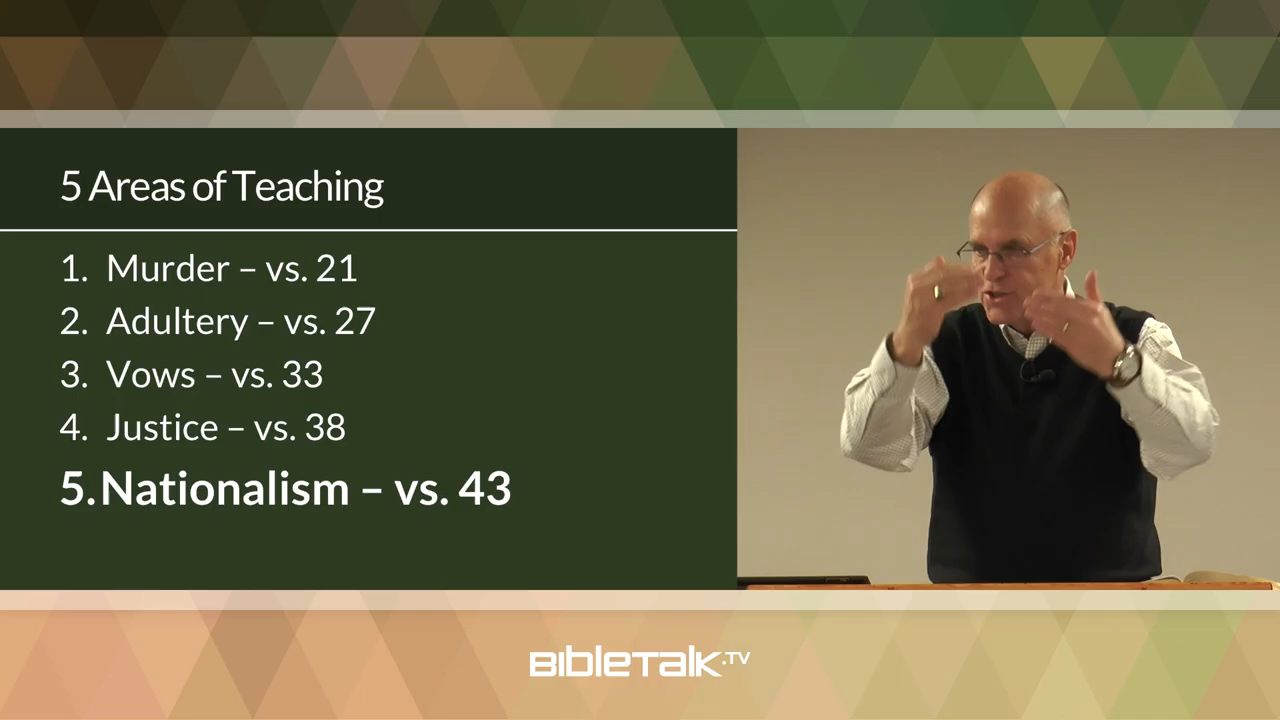 5 Areas of Teaching
1. Murder – vs. 21
2. Adultery – vs. 27
3. Vows – vs. 33
4. Justice – vs. 38
5. Nationalism – vs. 43
BIBLETALK.TV